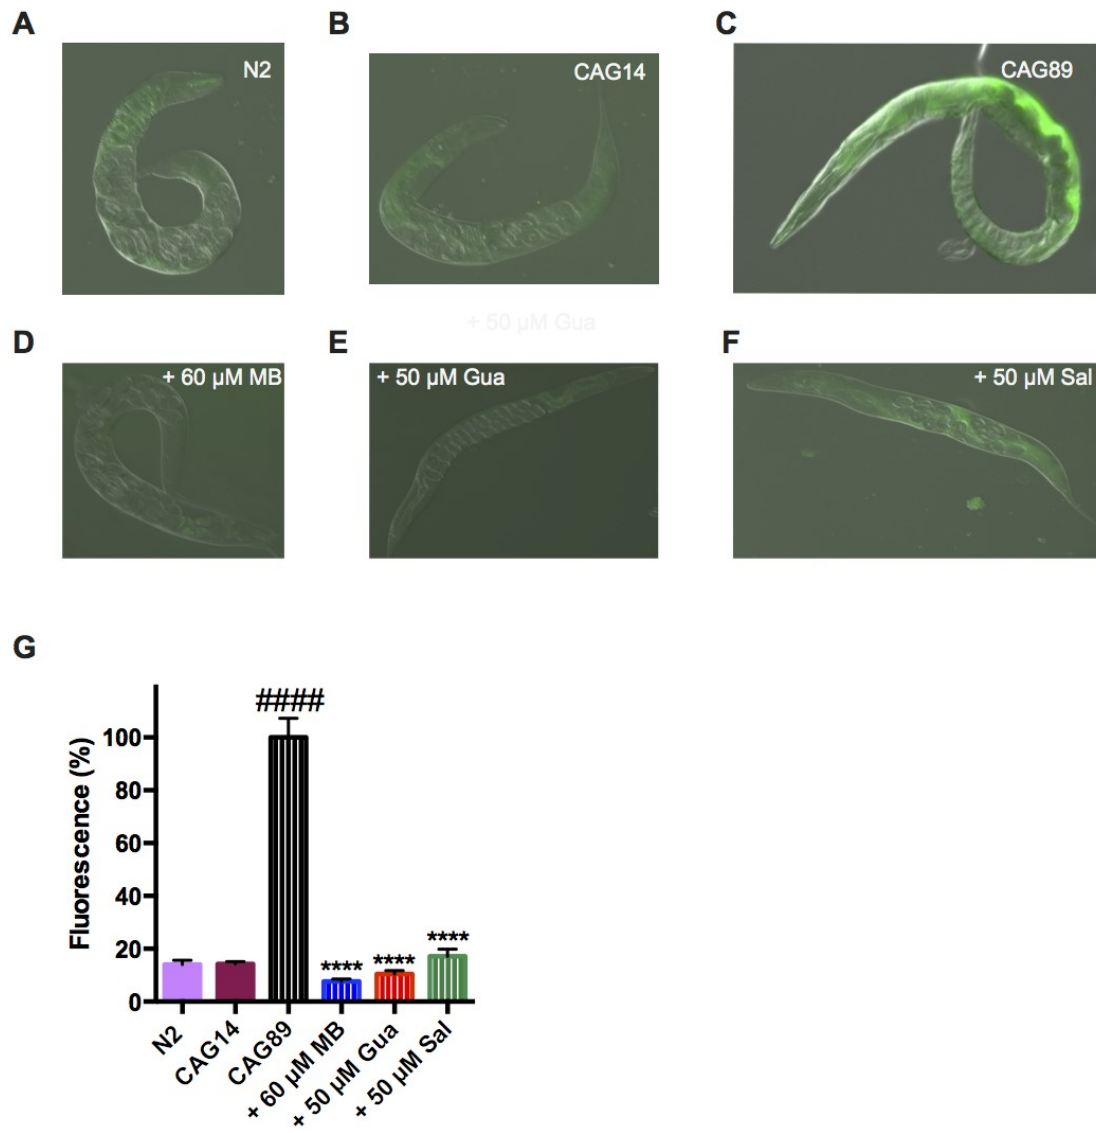 A
B
C
N2
CAG14
CAG89
+ 50 µM Gua
D
E
F
+ 60 µM MB
+ 50 µM Gua
+ 50 µM Sal
G
####
100
80
60
40
20
0
Fluorescence (%)
****
****
****
N2
CAG14
CAG89
+ 60 µM MB
+ 50 µM Gua
+ 50 µM Sal